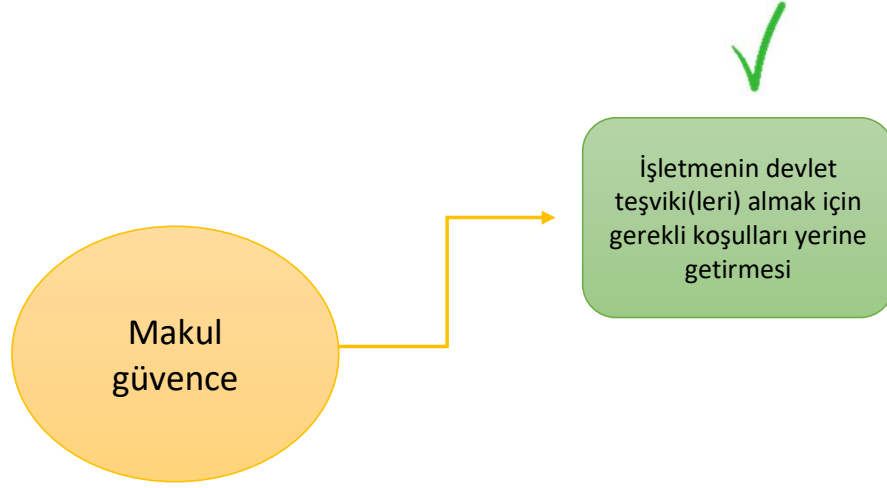 İşletmenin devlet
teşviki(leri) almak için
gerekli koşulları yerine
getirmesi
Makul
güvence